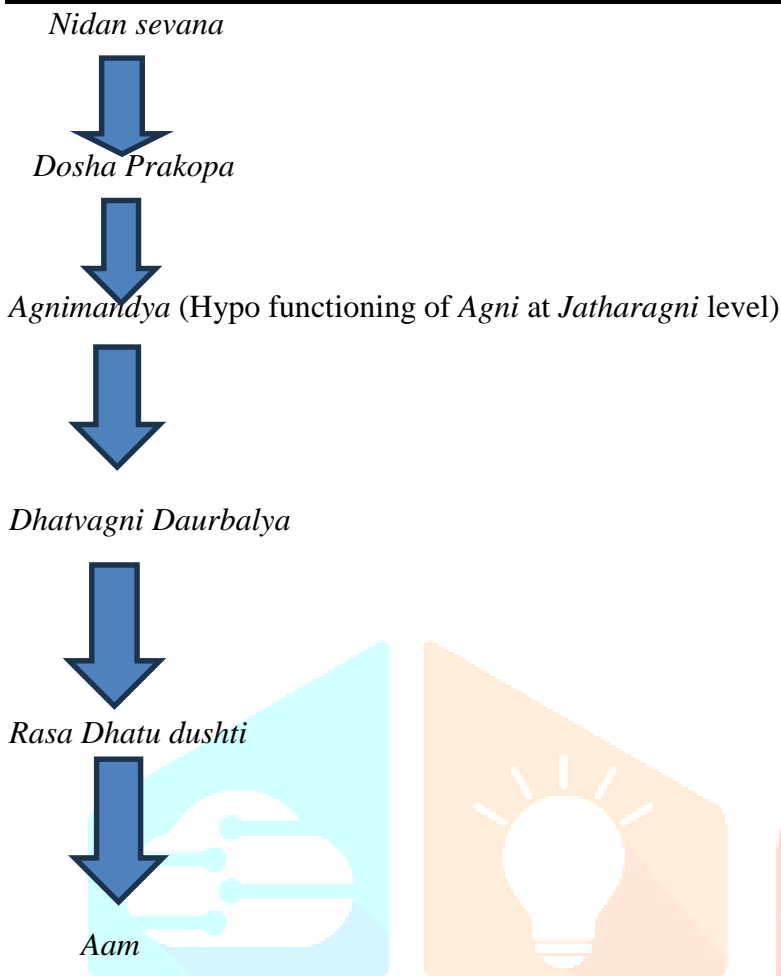 Nidan sevana
Dosha Prakopa
Agnimandya (Hypo functioning of Agni at Jatharagni level)
Dhatvagni Daurbalya
Rasa Dhatu dushti
Aam